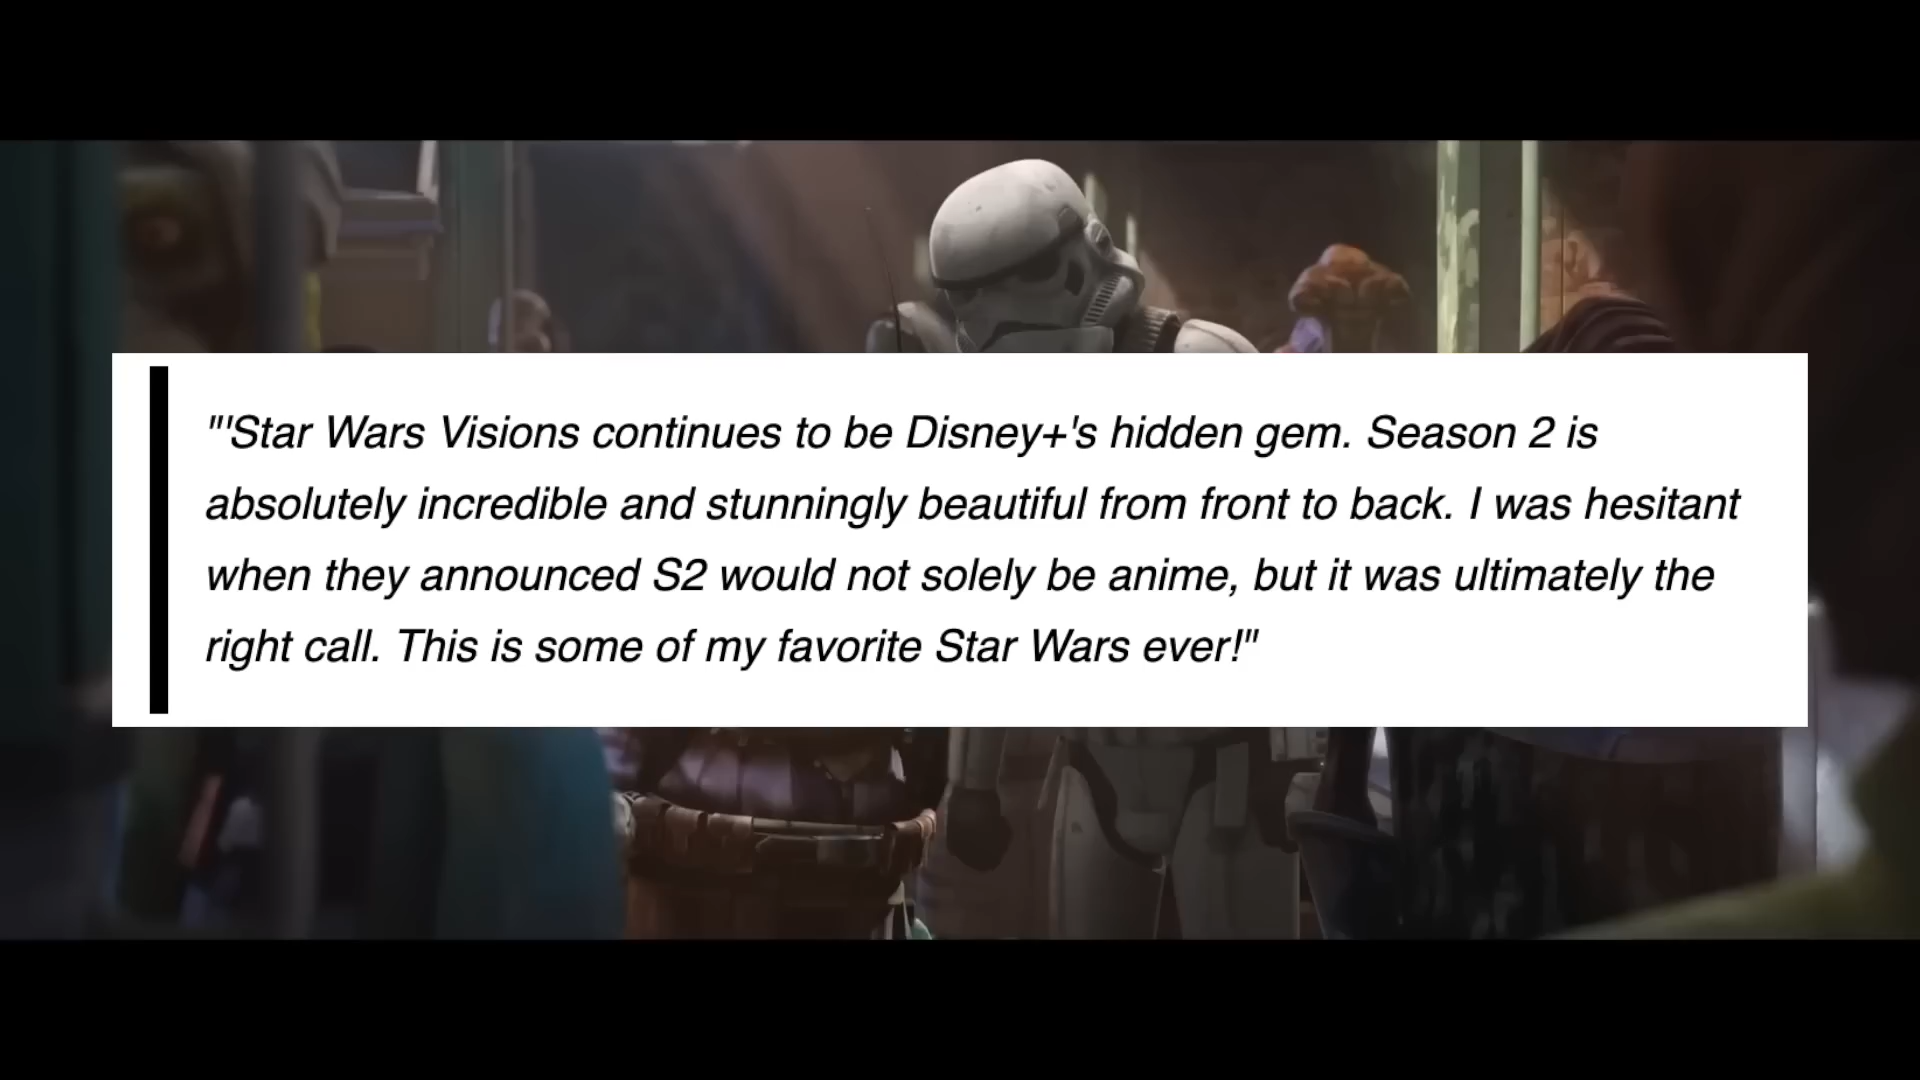 "'Star Wars Visions continues to be Disney+'s hidden gem. Season 2 is
absolutely incredible and stunningly beautiful from front to back. I was hesitant
when they announced S2 would not solely be anime, but it was ultimately the
right call. This is some of my favorite Star Wars ever!"